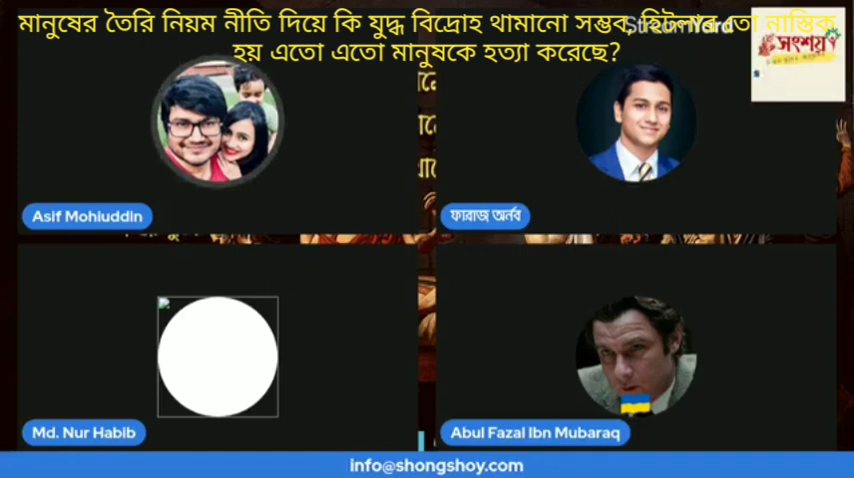 মানুষের তৈরি নিয়ম নীতি দিয়ে কি যুদ্ধ বিদ্রোহ থামানো সম্ভব, হিটলার তো নাস্তিক
হয় এতো এতো মানুষকে হত্যা করেছে?
StreamYard
সংশয়
Asif Mohiuddin
ফারাজ অর্নব
Md. Nur Habib
Abul Fazal Ibn Mubaraq
info@shongshoy.com